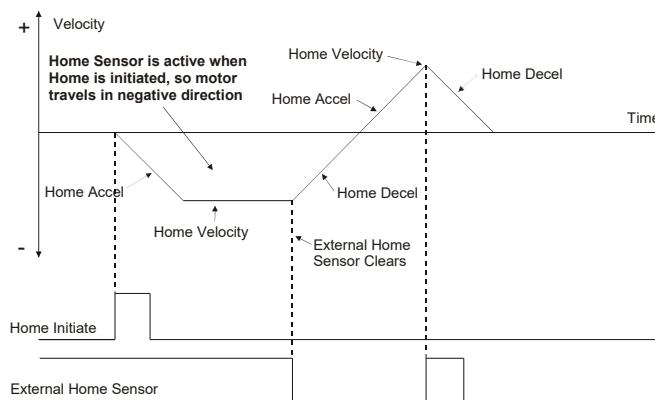 +
Velocity
Home Sensor is active when
Home is initiated, so motor
travels in negative direction
Home Velocity
Home Decel
Home Accel
Time
Home Accel
Home Decel
Home Velocity
-
External Home
Sensor Clears
Home Initiate
External Home Sensor